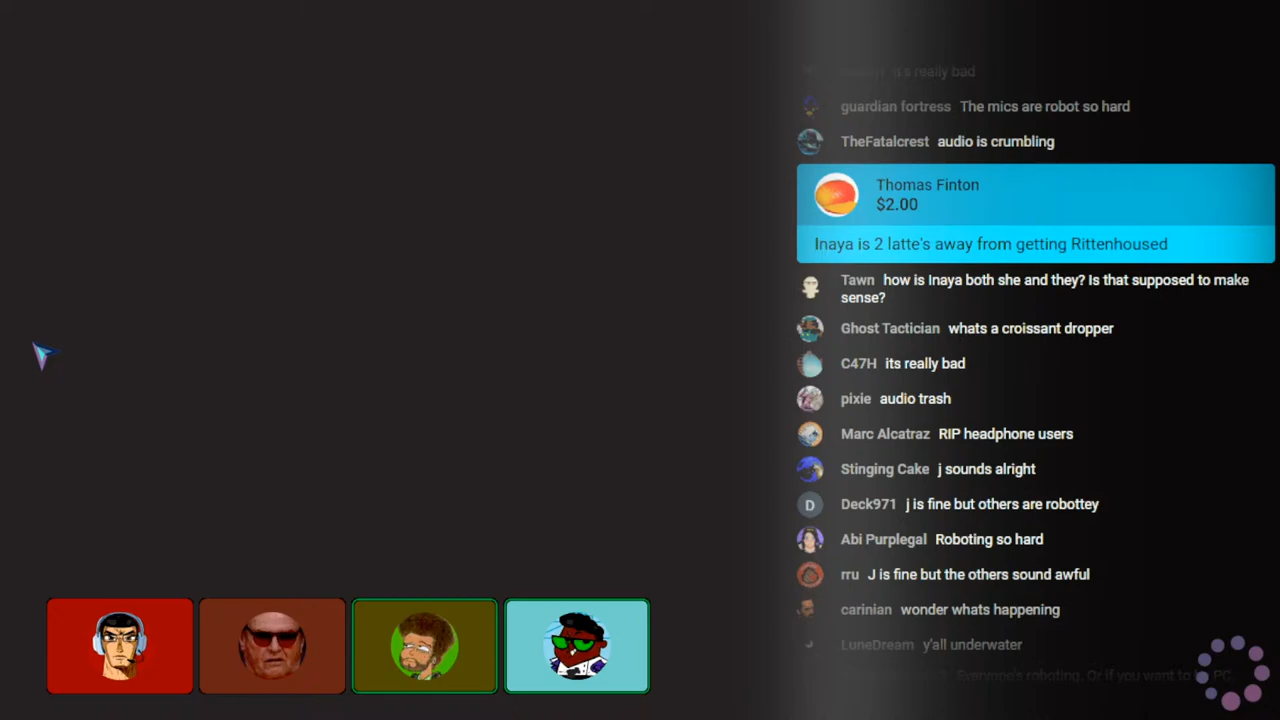 it's really bad
guardian fortress The mics are robot so hard
TheFatalcrest audio is crumbling
Thomas Finton
$2.00
Inaya is 2 latte's away from getting Rittenhoused
Tawn how is Inaya both she and they? Is that supposed to make
sense?
Ghost Tactician whats a croissant dropper
C47H its really bad
pixie audio trash
Marc Alcatraz RIP headphone users
Stinging Cake j sounds alright
D Deck971 j is fine but others are robottey
Abi Purplegal Roboting so hard
rru J is fine but the others sound awful
carinian wonder whats happening
LuneDream y'all underwater
Everyone's roboting. Or if you want to be PC,